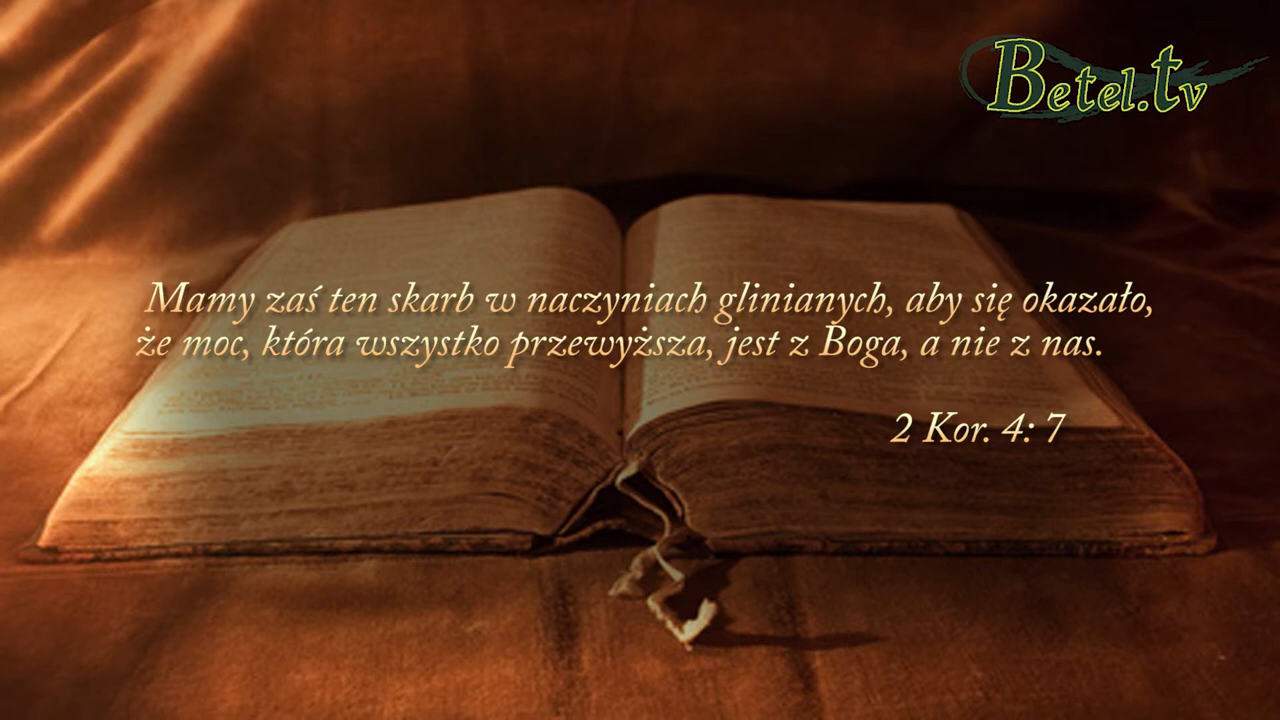 Betel.tv
Mamy zaś ten skarb w naczyniach glinianych, aby się okazało,
że moc, która wszystko przewyższa, jest z Boga, a nie z nas.
2 Kor. 4: 7